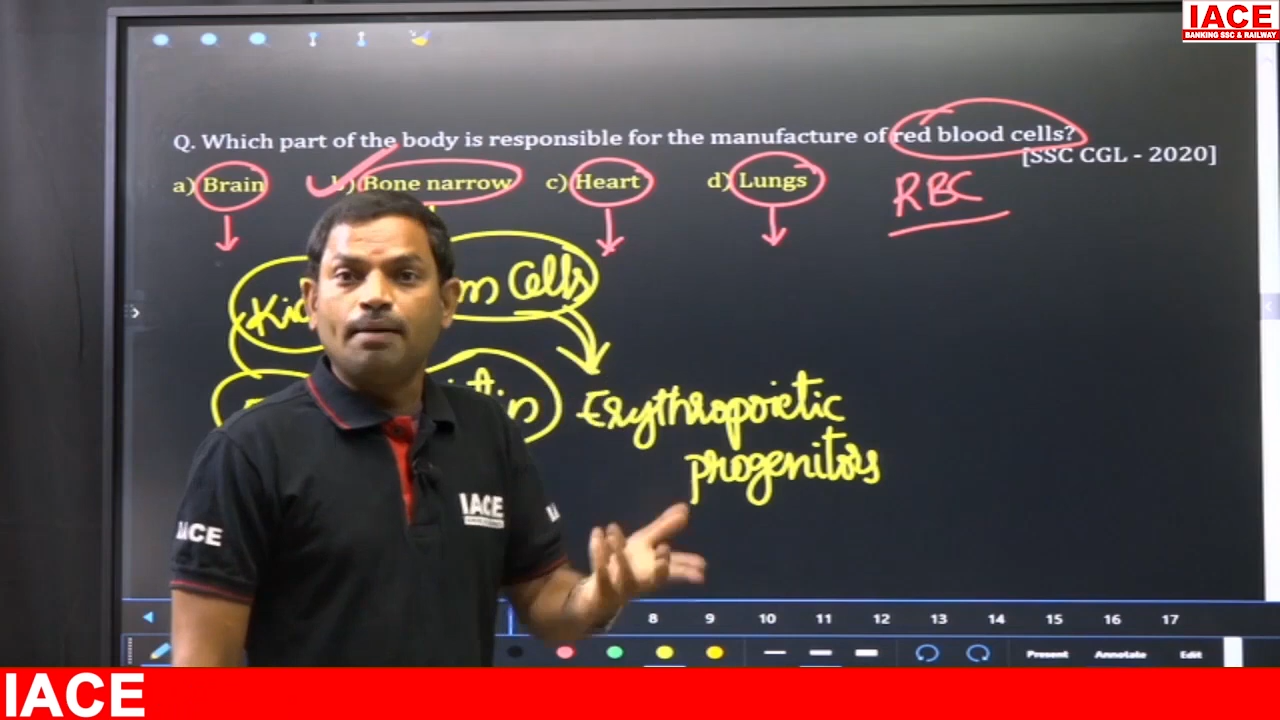 IACE
BANKING SSC & RAILWAY
Q. Which part of the body is responsible for the manufacture of red blood cells?
[SSC CGL - 2020]
a) Brain b) Bone narrow c) Heart d) Lungs
RBC
Cells
Erythropoietic
progenitors
IACE
IACE
8 9 10 11 12 13 14 15 16 17
Present Annotate Edit
IACE